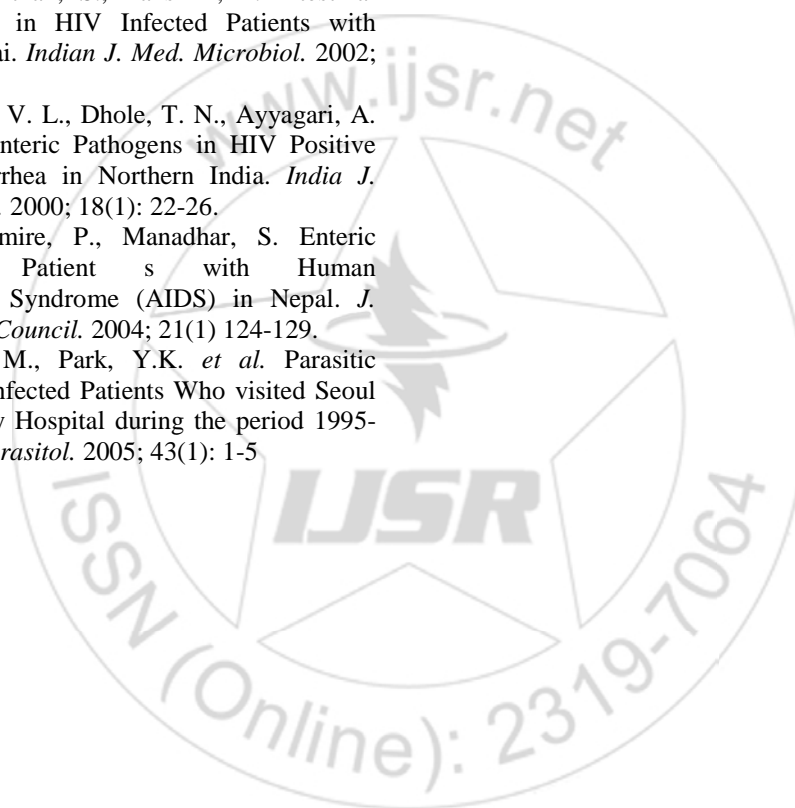 in HIV Infected Patients with
ai. Indian J. Med. Microbiol. 2002;
V. L., Dhole, T. N., Ayyagari, A.
nteric Pathogens in HIV Positive
rrhea in Northern India. India J.
. 2000; 18(1): 22-26.
mire, P., Manadhar, S. Enteric
Patient s with Human
Syndrome (AIDS) in Nepal. J.
Council. 2004; 21(1) 124-129.
M., Park, Y.K. et al. Parasitic
nfected Patients Who visited Seoul
y Hospital during the period 1995-
rasitol. 2005; 43(1): 1-5
www.ijsr.net
IJSR
ISSN (Online): 2319-7064